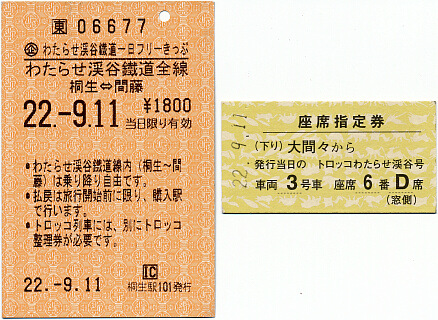 東 06677
企 わたらせ渓谷鐵道一日フリーきっぷ
わたらせ渓谷鐵道全線
桐生⇔間藤
22.-9.11 ¥1800
当日限り有効
•わたらせ渓谷鐵道線内(桐生〜間
藤)は乗り降り自由です。
•払戻は旅行開始前に限り、購入駅
で行います。
•トロッコ列車には、別にトロッコ
整理券が必要です。
22.-9.11
IC
桐生駅101発行
22.-9.11
座席指定券
(下り) 大間々から
・発行当日の トロッコわたらせ渓谷号
車両 3号車 座席 6番D席
(窓側)